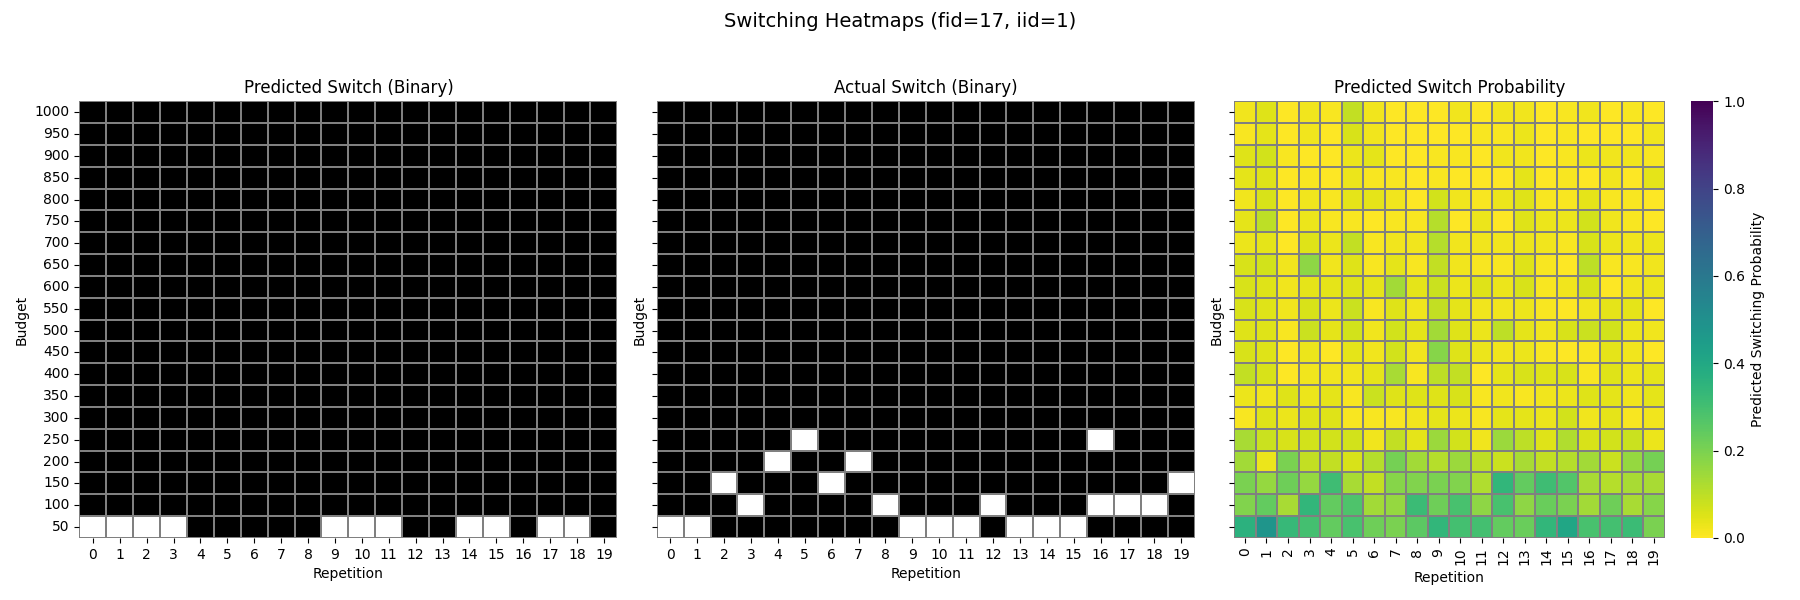 Switching Heatmaps (fid=17, iid=1)
Predicted Switch (Binary)
Budget
1000
950
900
850
800
750
700
650
600
550
500
450
400
350
300
250
200
150
100
50
0 1 2 3 4 5 6 7 8 9 10 11 12 13 14 15 16 17 18 19
Repetition
Actual Switch (Binary)
Budget
0 1 2 3 4 5 6 7 8 9 10 11 12 13 14 15 16 17 18 19
Repetition
Predicted Switch Probability
Budget
0 1 2 3 4 5 6 7 8 9 10 11 12 13 14 15 16 17 18 19
Repetition
1.0
0.8
0.6
0.4
0.2
0.0
Predicted Switching Probability